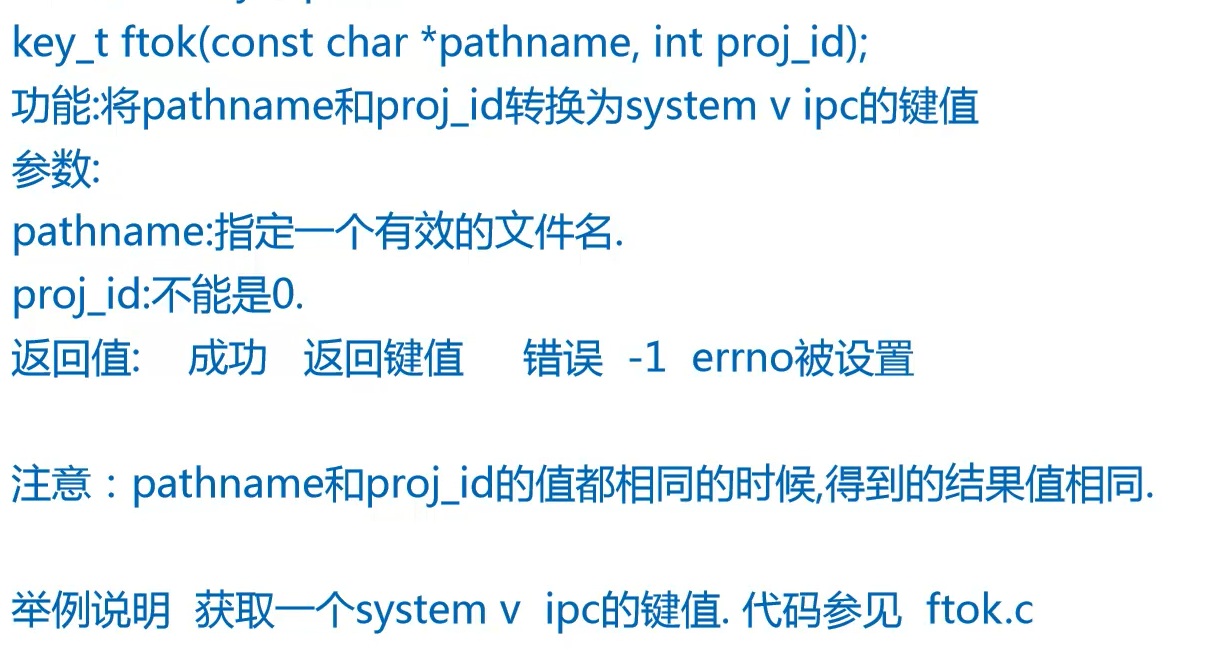 key_t ftok(const char *pathname, int proj_id);
功能:将pathname和proj_id转换为system v ipc的键值
参数:
pathname:指定一个有效的文件名.
proj_id:不能是0.
返回值: 成功 返回键值 错误 -1 errno被设置
注意：pathname和proj_id的值都相同的时候,得到的结果值相同.
举例说明 获取一个system v ipc的键值. 代码参见 ftok.c